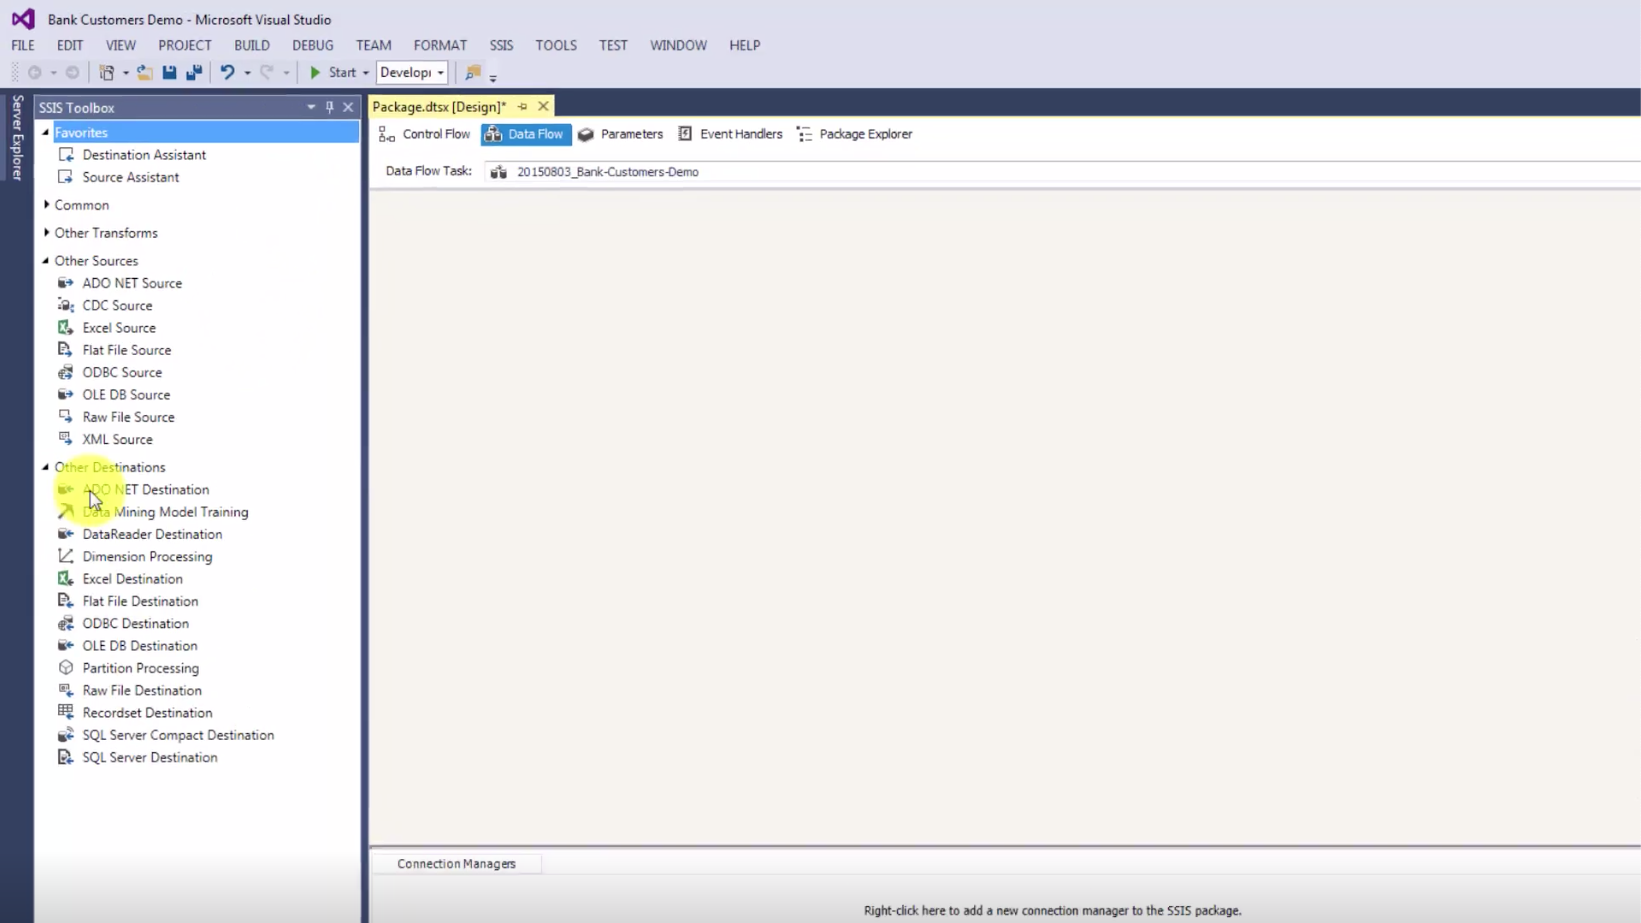 Bank Customers Demo - Microsoft Visual Studio
FILE EDIT VIEW PROJECT BUILD DEBUG TEAM FORMAT SSIS TOOLS TEST WINDOW HELP
Start Develop
Server Explorer
SSIS Toolbox
Favorites
Destination Assistant
Source Assistant
Common
Other Transforms
Other Sources
ADO NET Source
CDC Source
Excel Source
Flat File Source
ODBC Source
OLE DB Source
Raw File Source
XML Source
Other Destinations
ADO NET Destination
Data Mining Model Training
DataReader Destination
Dimension Processing
Excel Destination
Flat File Destination
ODBC Destination
OLE DB Destination
Partition Processing
Raw File Destination
Recordset Destination
SQL Server Compact Destination
SQL Server Destination
Package.dtsx [Design]*
Control Flow Data Flow Parameters Event Handlers Package Explorer
Data Flow Task: 20150803_Bank-Customers-Demo
Connection Managers
Right-click here to add a new connection manager to the SSIS package.